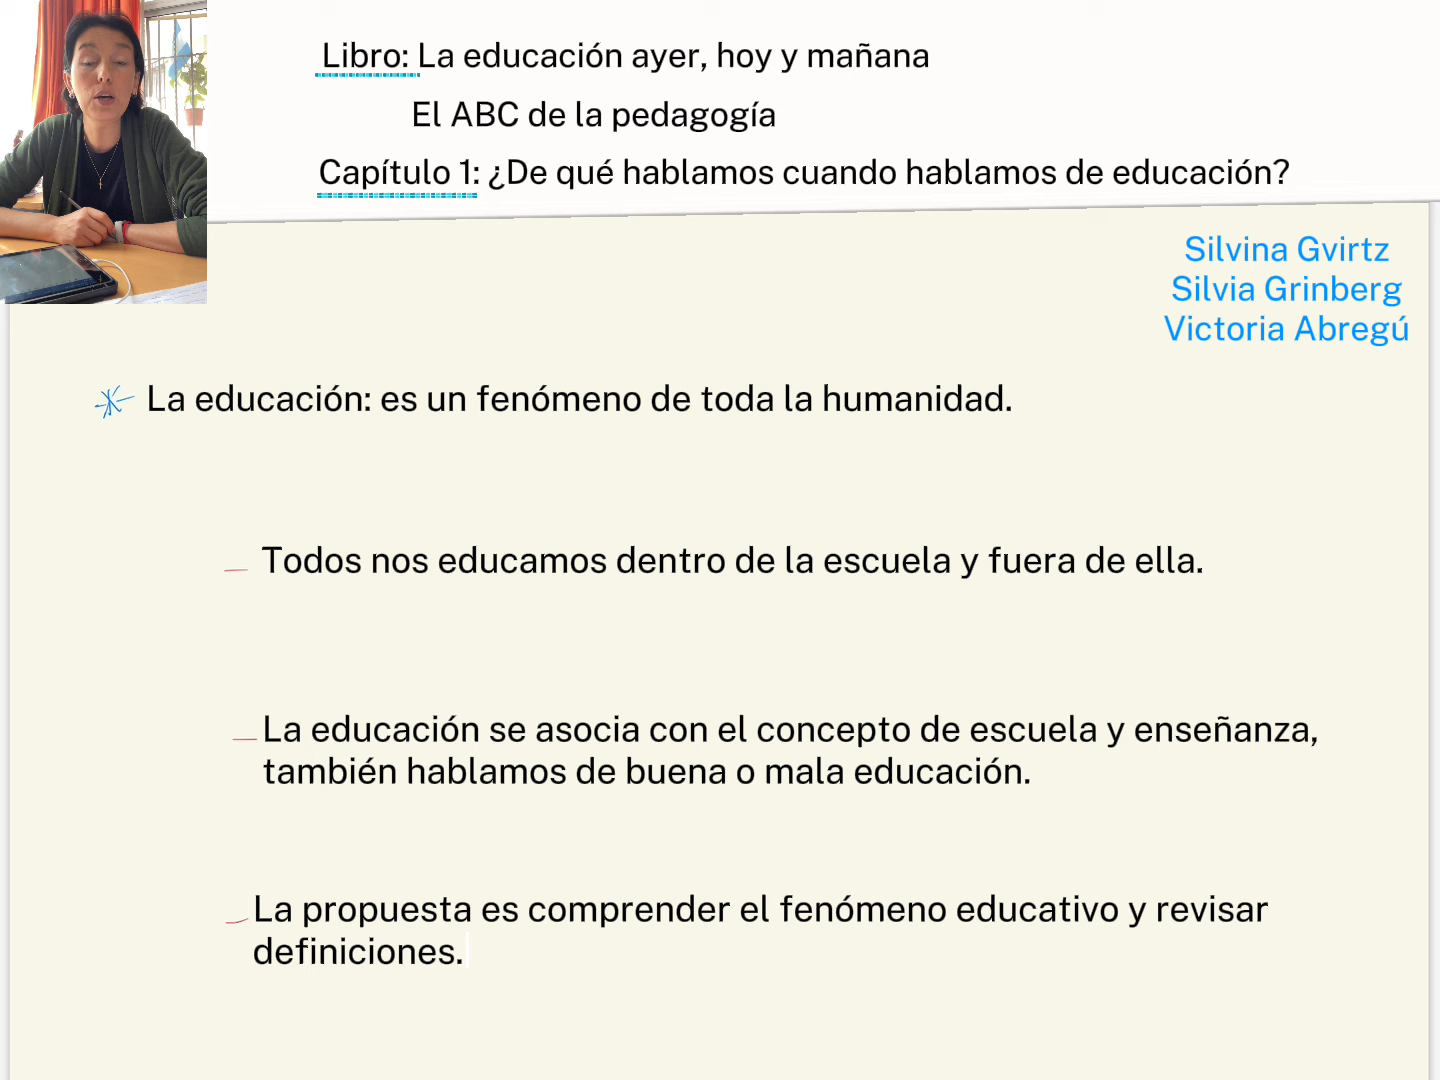 Libro: La educación ayer, hoy y mañana
El ABC de la pedagogía
Capítulo 1: ¿De qué hablamos cuando hablamos de educación?
Silvina Gvirtz
Silvia Grinberg
Victoria Abregú
La educación: es un fenómeno de toda la humanidad.
Todos nos educamos dentro de la escuela y fuera de ella.
La educación se asocia con el concepto de escuela y enseñanza,
también hablamos de buena o mala educación.
La propuesta es comprender el fenómeno educativo y revisar
definiciones.